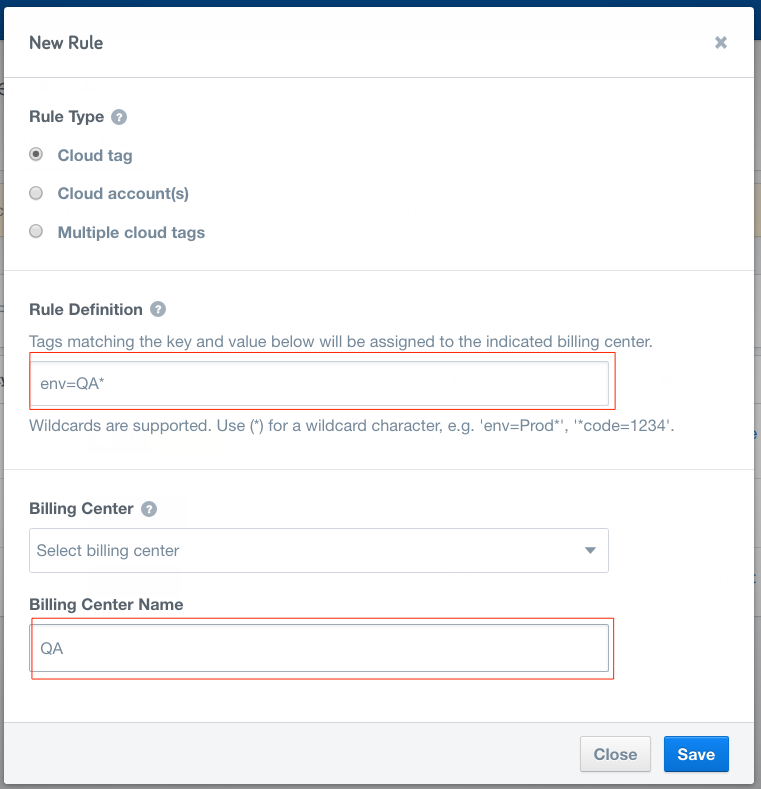 New Rule
Rule Type
Cloud tag
Cloud account(s)
Multiple cloud tags
Rule Definition
Tags matching the key and value below will be assigned to the indicated billing center.
env=QA*
Wildcards are supported. Use (*) for a wildcard character, e.g. 'env=Prod*', '*code=1234'.
Billing Center
Select billing center
Billing Center Name
QA
Close
Save